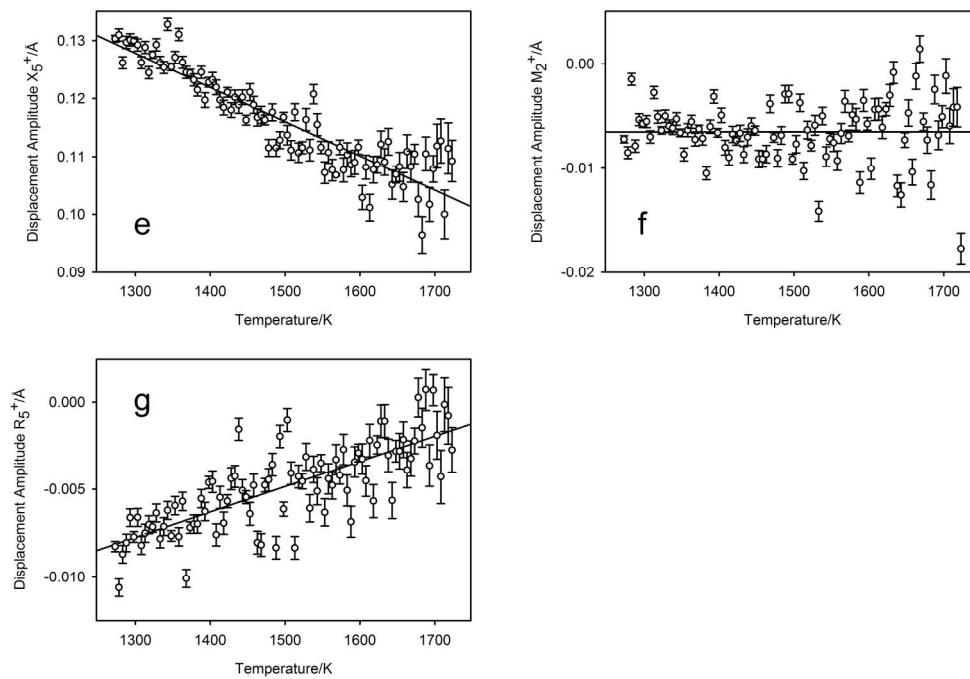 Displacement Amplitude X₅⁺/Å
0.13
0.12
0.11
0.10
0.09
e
1300 1400 1500 1600 1700
Temperature/K
Displacement Amplitude M₂⁺/Å
0.00
-0.01
-0.02
f
1300 1400 1500 1600 1700
Temperature/K
Displacement Amplitude R₅⁺/Å
0.000
-0.005
-0.010
g
1300 1400 1500 1600 1700
Temperature/K